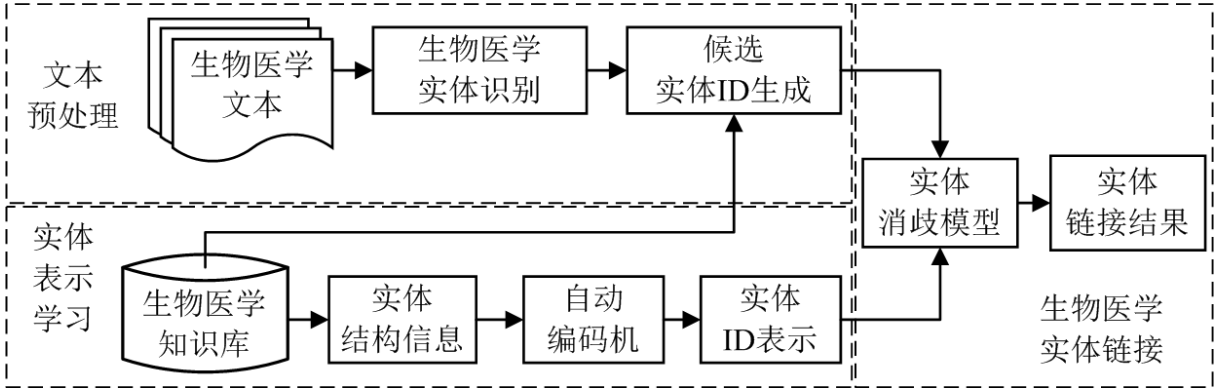 文本
预处理
生物医学
文本
生物医学
实体识别
候选
实体ID生成
实体
表示
学习
生物医学
知识库
实体
结构信息
自动
编码机
实体
ID表示
实体
消歧模型
实体
链接结果
生物医学
实体链接